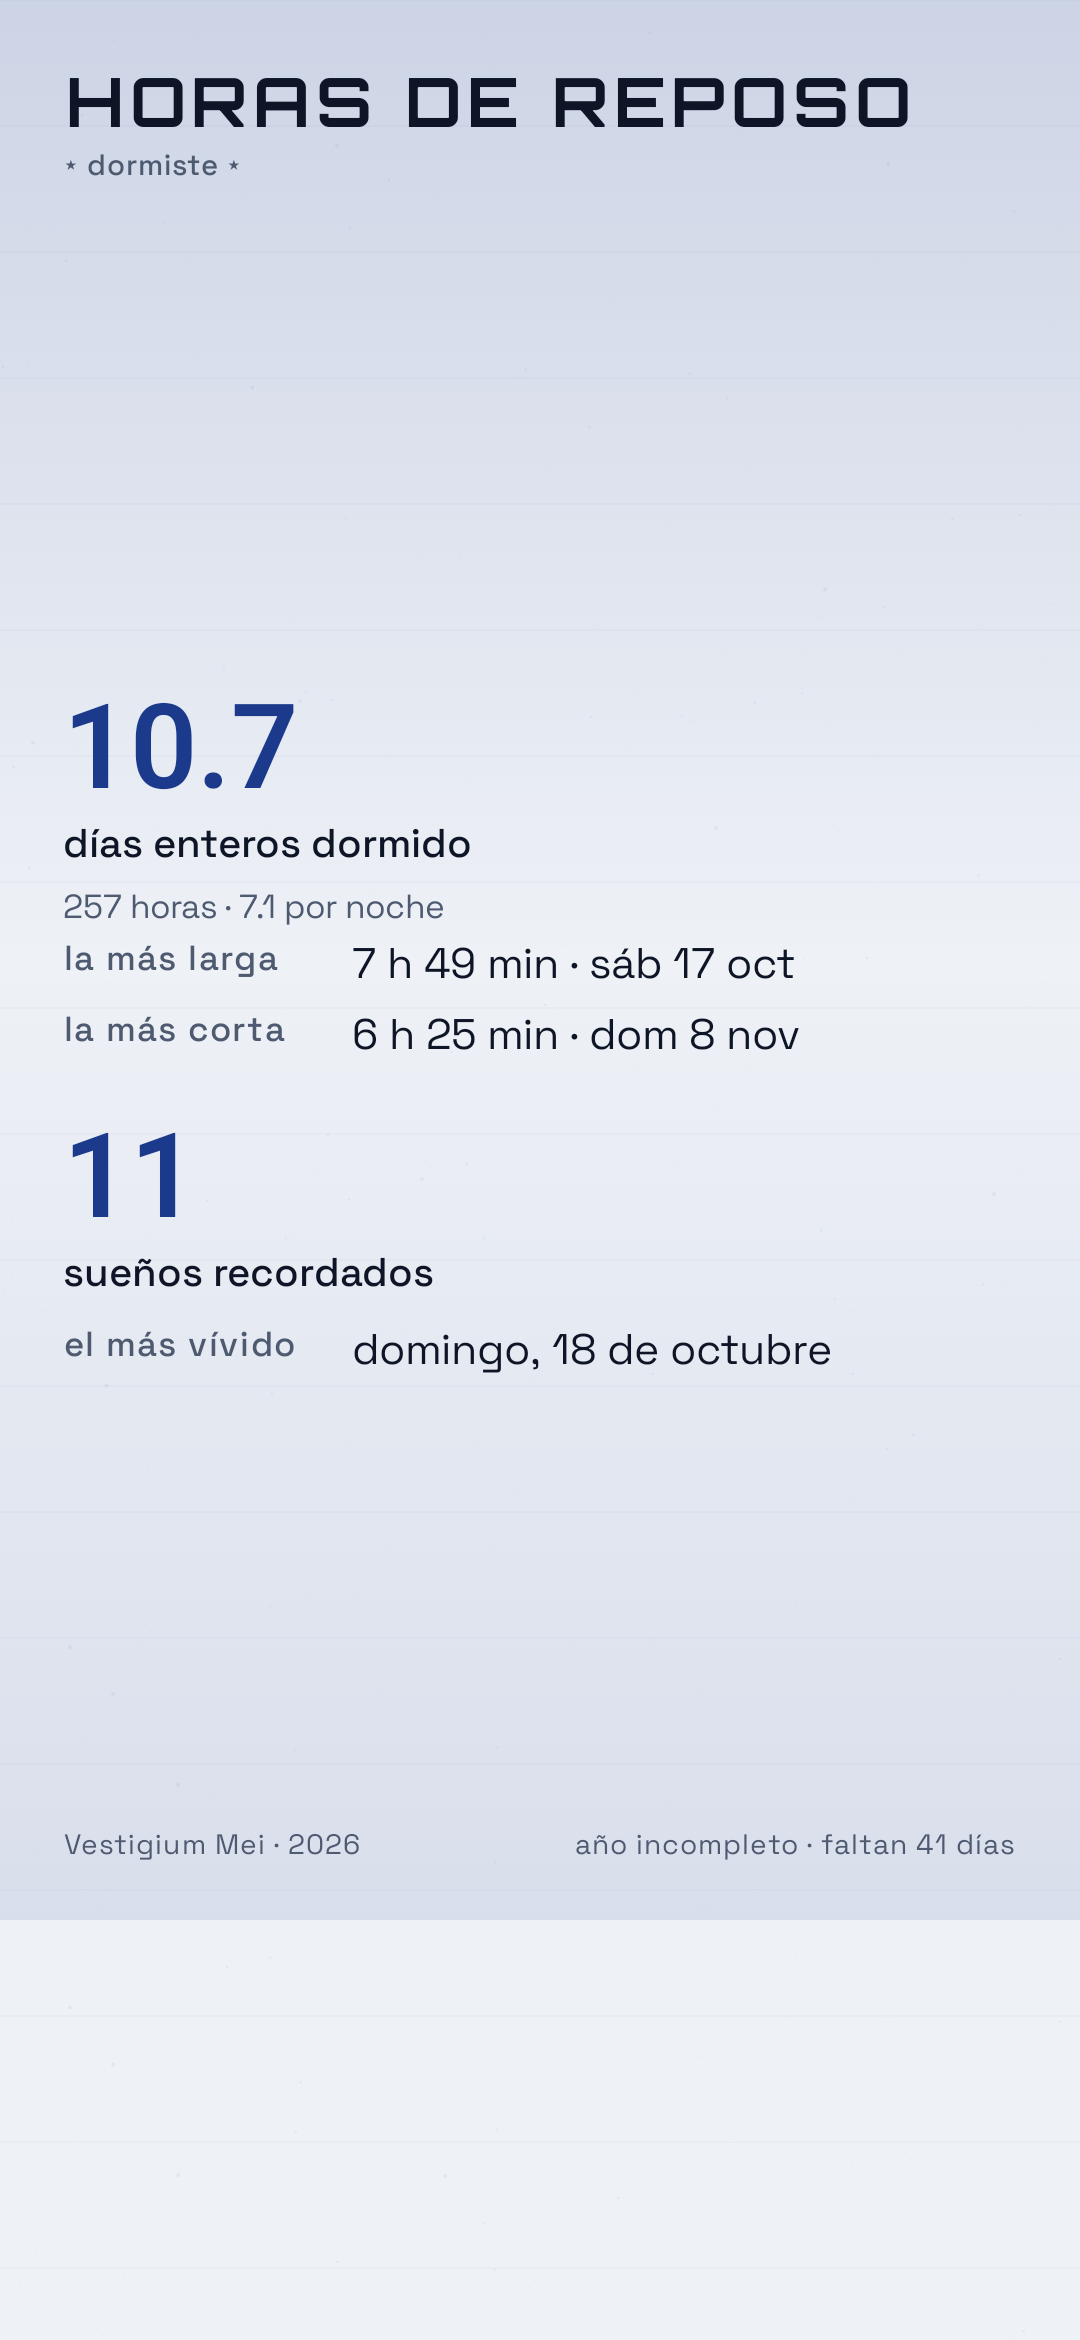 HORAS DE REPOSO
⋆ dormiste ⋆
10.7
días enteros dormido
257 horas · 7.1 por noche
la más larga 7 h 49 min · sáb 17 oct
la más corta 6 h 25 min · dom 8 nov
11
sueños recordados
el más vívido domingo, 18 de octubre
Vestigium Mei · 2026 año incompleto · faltan 41 días